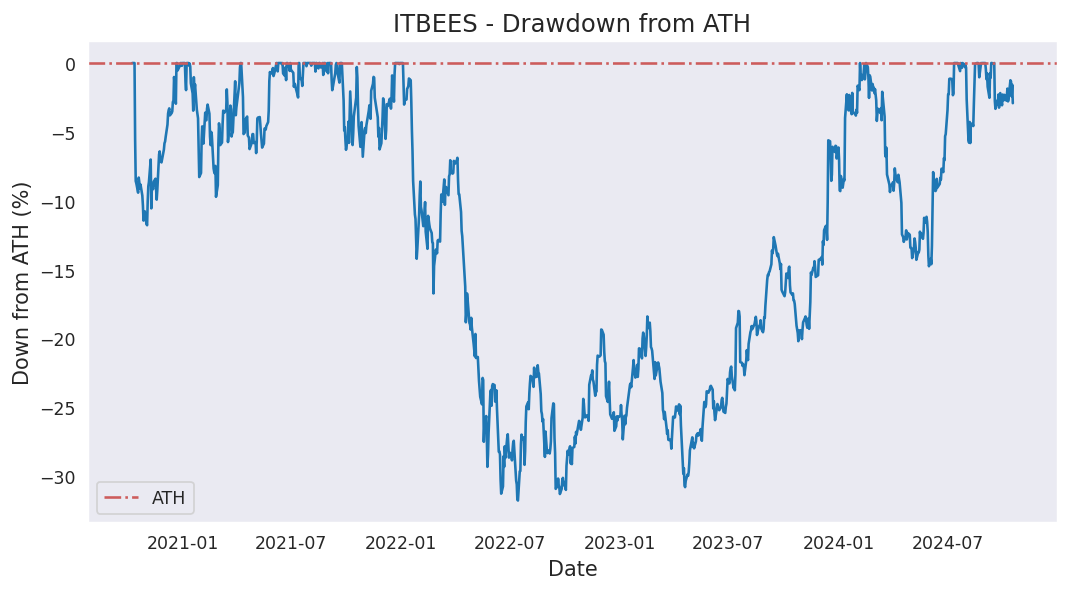 ITBEES - Drawdown from ATH
Down from ATH (%)
0
−5
−10
−15
−20
−25
−30
ATH
2021-01 2021-07 2022-01 2022-07 2023-01 2023-07 2024-01 2024-07
Date